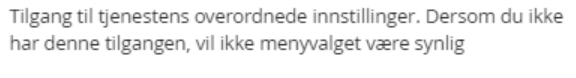 Tilgang til tjenestens overordnede innstillinger. Dersom du ikke
har denne tilgangen, vil ikke menyvalget være synlig